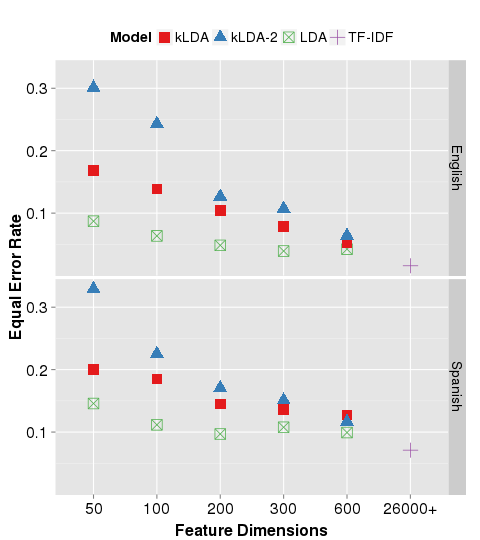 Model kLDA kLDA-2 LDA TF-IDF
0.3
0.2
0.1
English
0.3
0.2
0.1
Spanish
Equal Error Rate
50 100 200 300 600 26000+
Feature Dimensions